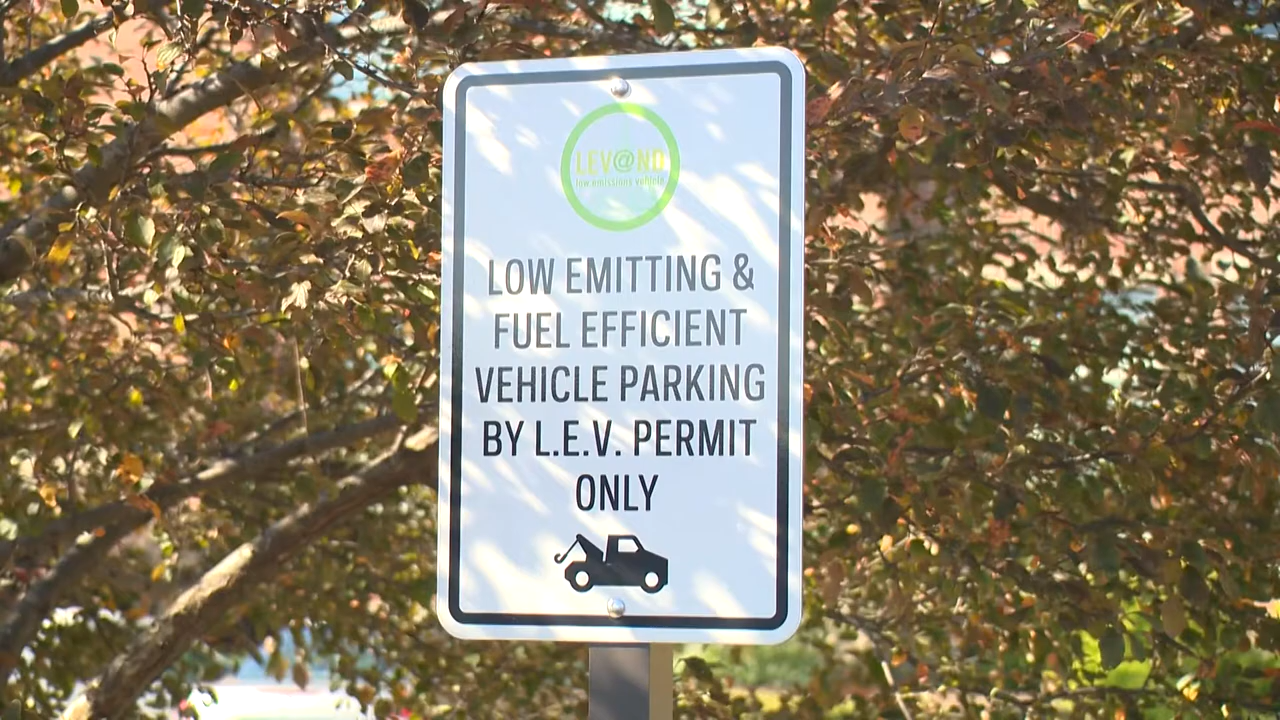 LEV@ND
low emissions vehicle
LOW EMITTING &
FUEL EFFICIENT
VEHICLE PARKING
BY L.E.V. PERMIT
ONLY